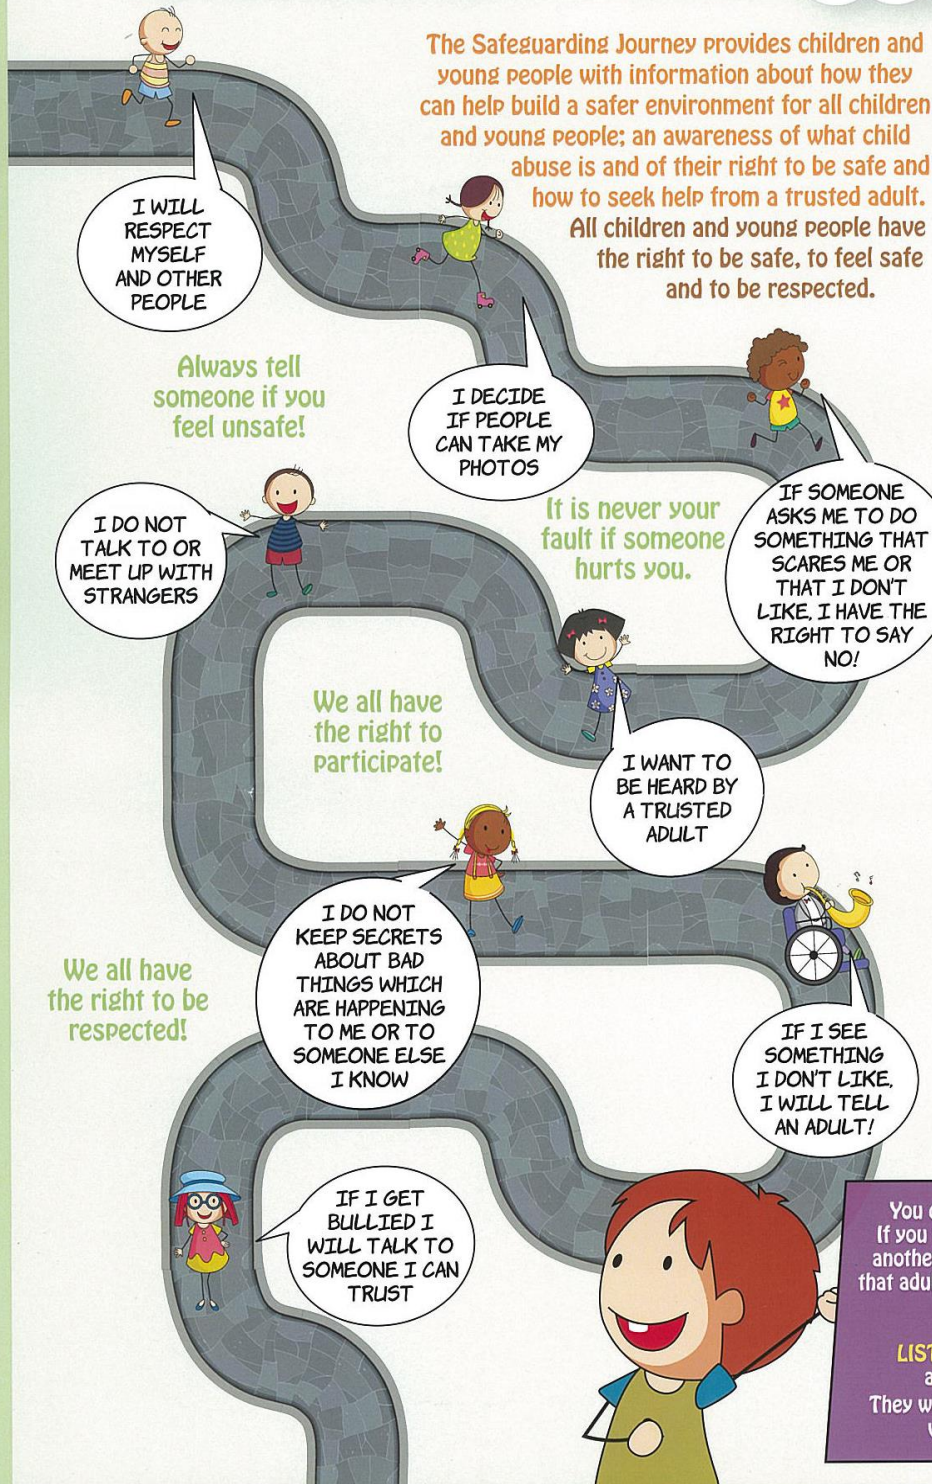 The Safeguarding Journey provides children and
young people with information about how they
can help build a safer environment for all children
and young people; an awareness of what child
abuse is and of their right to be safe and
how to seek help from a trusted adult.
All children and young people have
the right to be safe, to feel safe
and to be respected.
I WILL
RESPECT
MYSELF
AND OTHER
PEOPLE
Always tell
someone if you
feel unsafe!
I DECIDE
IF PEOPLE
CAN TAKE MY
PHOTOS
IF SOMEONE
ASKS ME TO DO
SOMETHING THAT
SCARES ME OR
THAT I DON'T
LIKE, I HAVE THE
RIGHT TO SAY
NO!
It is never your
fault if someone
hurts you.
I DO NOT
TALK TO OR
MEET UP WITH
STRANGERS
I WANT TO
BE HEARD BY
A TRUSTED
ADULT
We all have
the right to
participate!
I DO NOT
KEEP SECRETS
ABOUT BAD
THINGS WHICH
ARE HAPPENING
TO ME OR TO
SOMEONE ELSE
I KNOW
We all have
the right to be
respected!
IF I SEE
SOMETHING
I DON'T LIKE,
I WILL TELL
AN ADULT!
IF I GET
BULLIED I
WILL TALK TO
SOMEONE I CAN
TRUST
You
If you
another
that
They